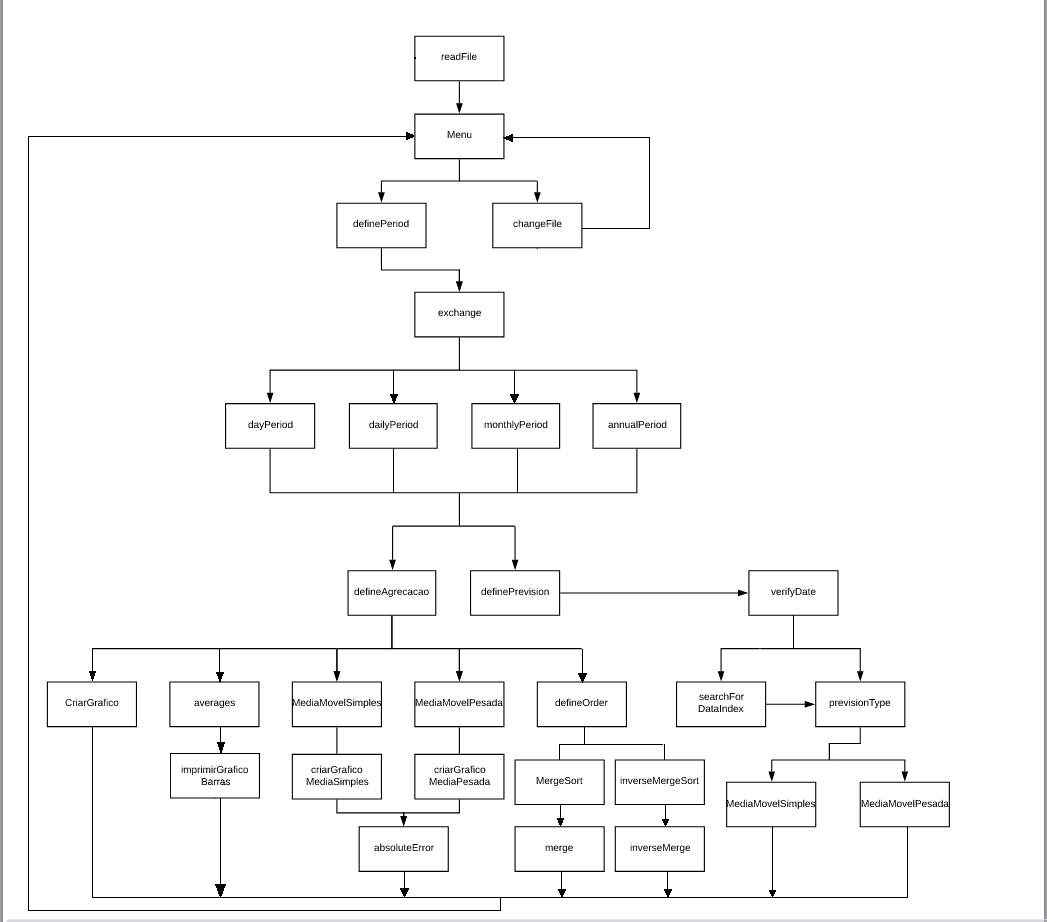 readFile
Menu
definePeriod
changeFile
exchange
dayPeriod
dailyPeriod
monthlyPeriod
annualPeriod
defineAgrecacao
definePrevision
verifyDate
CriarGrafico
averages
MediaMovelSimples
MediaMovelPesada
defineOrder
searchFor
DataIndex
previsionType
imprimirGrafico
Barras
criarGrafico
MediaSimples
criarGrafico
MediaPesada
MergeSort
inverseMergeSort
MediaMovelSimples
MediaMovelPesada
absoluteError
merge
inverseMerge